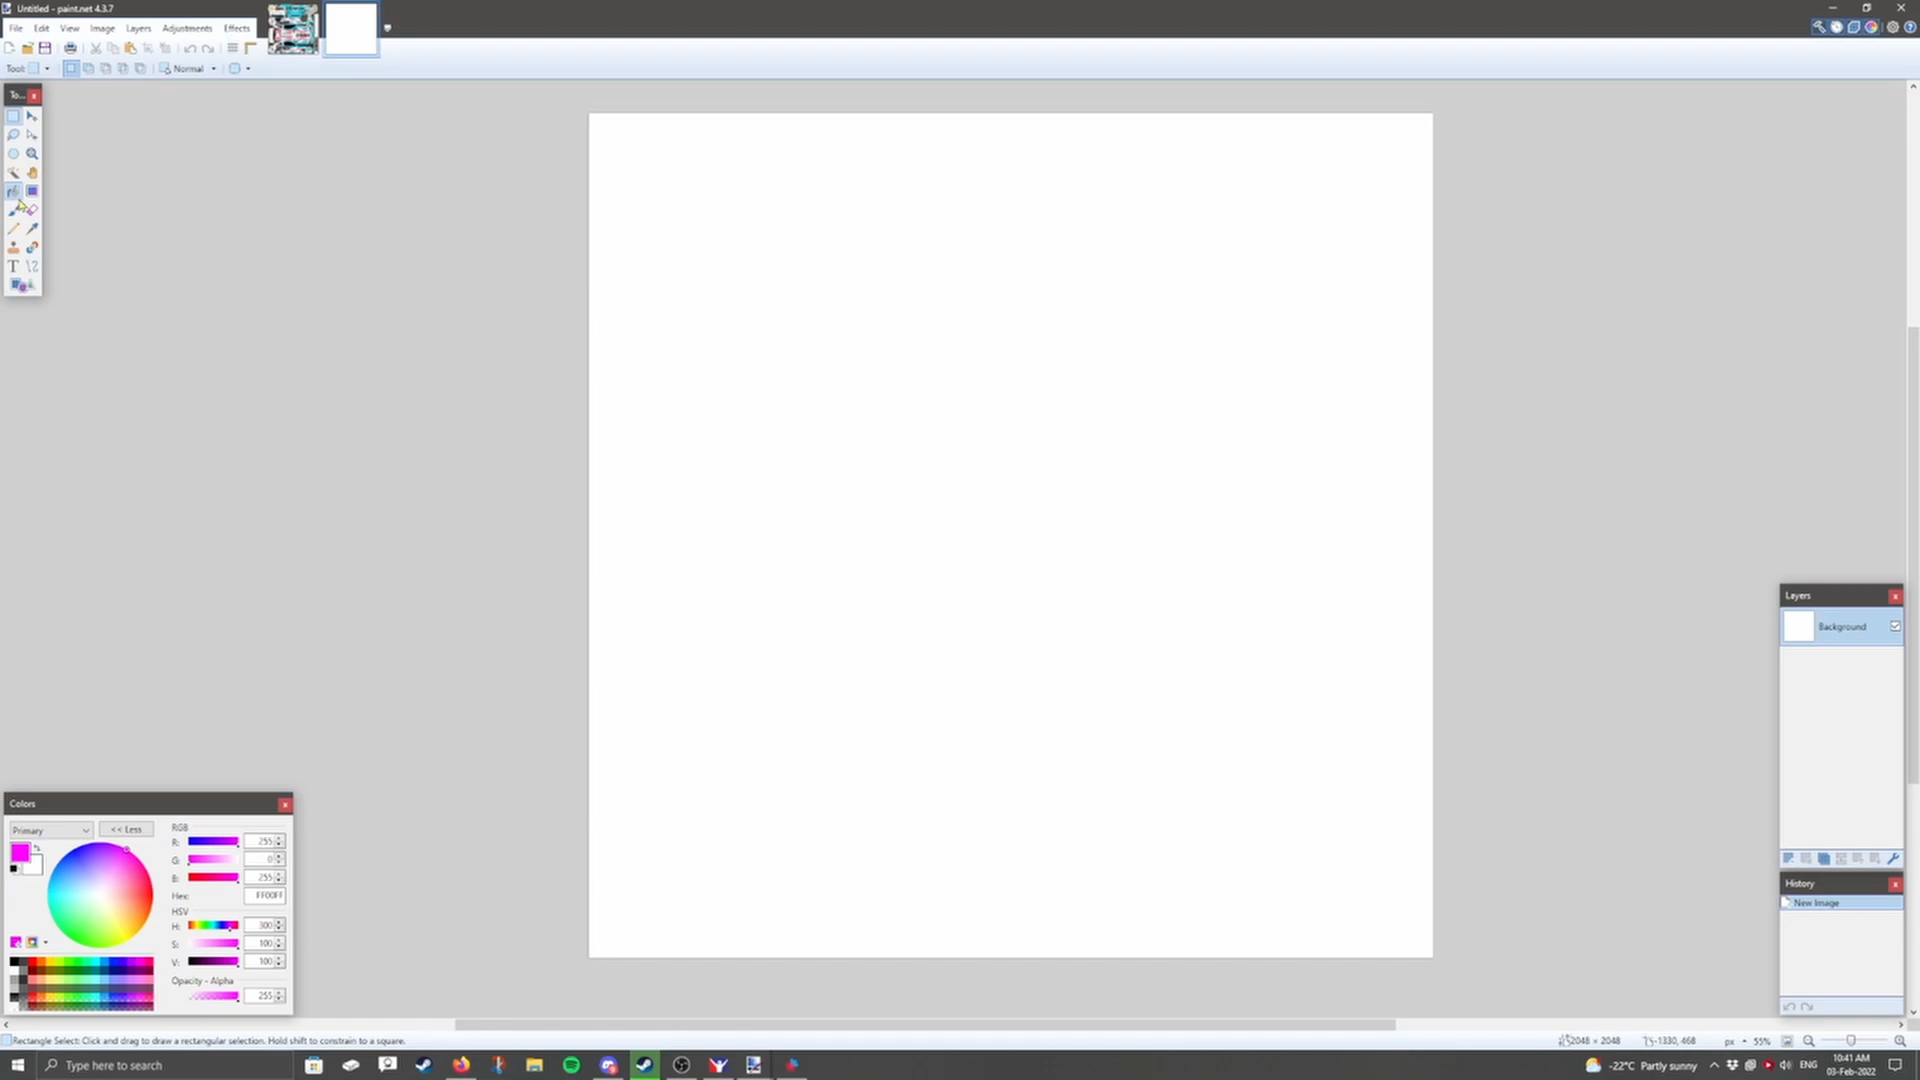 Untitled - paint.net 4.3.7
File Edit View Image Layers Adjustments Effects
Tool: Normal
To...
T
Layers
Background
Colors
Primary << Less
RGB
R: 255
G: 0
B: 255
Hex: FF00FF
HSV
H: 300
S: 100
V: 100
Opacity - Alpha
255
History
New Image
Rectangle Select: Click and drag to draw a rectangular selection. Hold shift to constrain to a square.
2048 × 2048 -1330, 468 px 55%
Type here to search
-22°C Partly sunny ENG
10:41 AM
03-Feb-2022